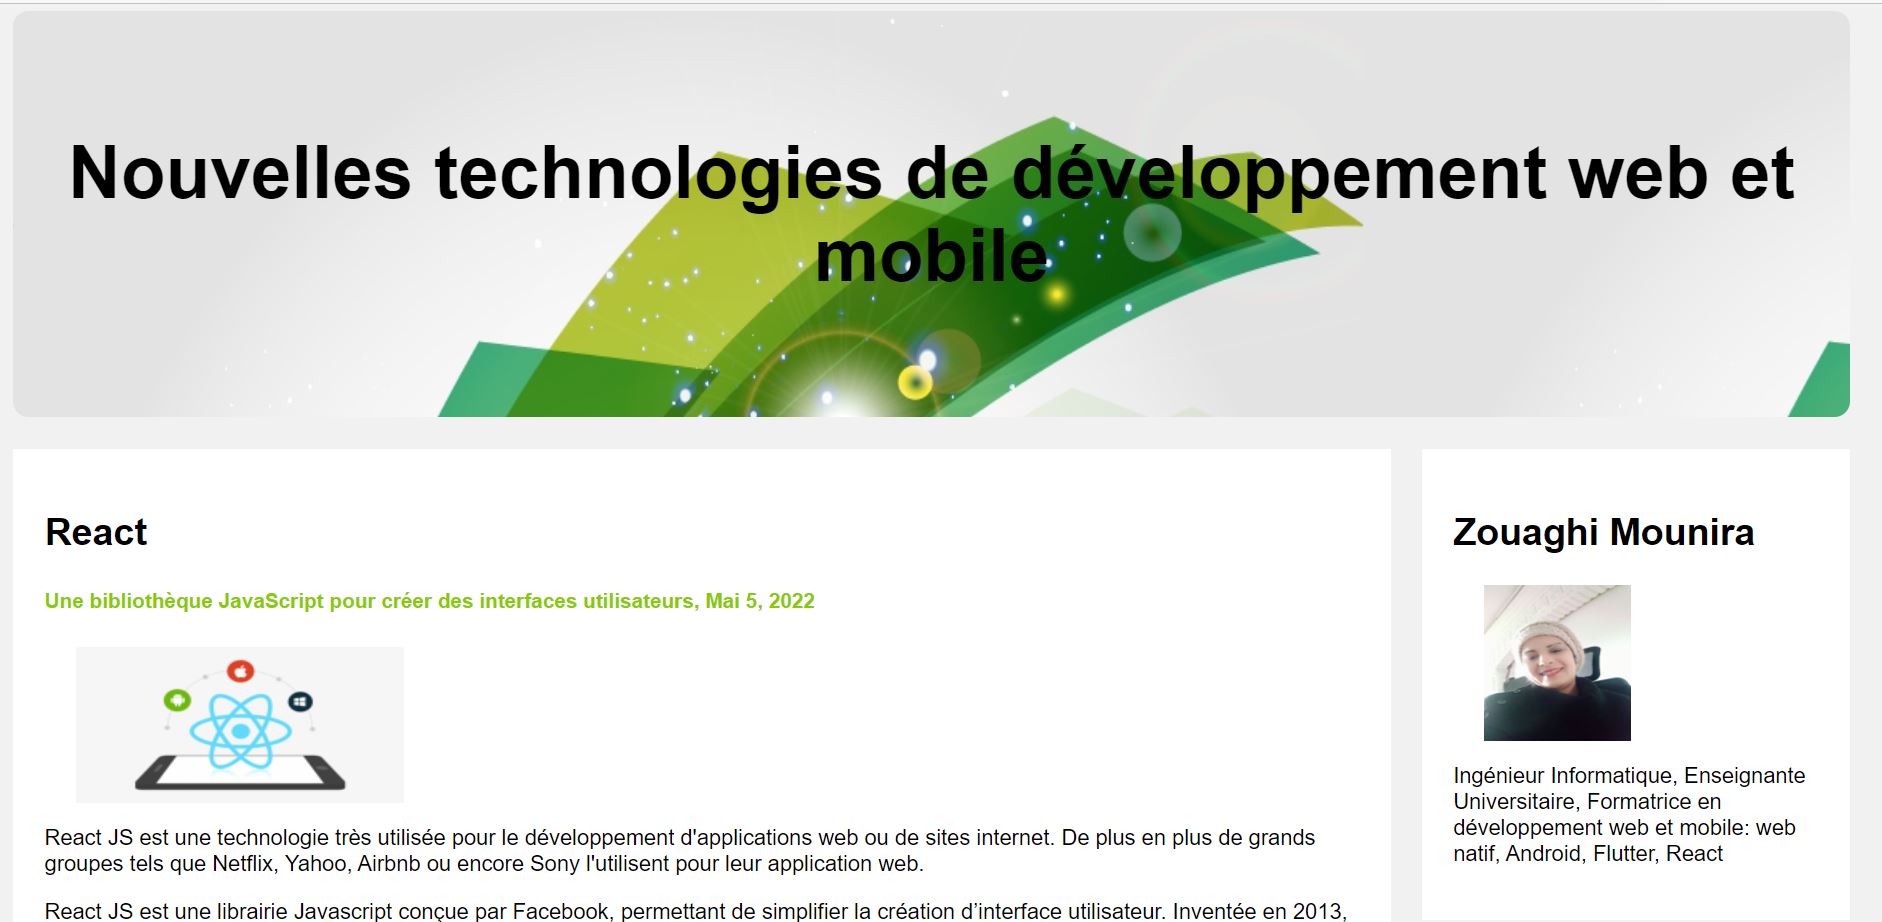 Nouvelles technologies de développement web et
mobile
React
Une bibliothèque JavaScript pour créer des interfaces utilisateurs, Mai 5, 2022
React JS est une technologie très utilisée pour le développement d'applications web ou de sites internet. De plus en plus de grands
groupes tels que Netflix, Yahoo, Airbnb ou encore Sony l'utilisent pour leur application web.
React JS est une librairie Javascript conçue par Facebook, permettant de simplifier la création d’interface utilisateur. Inventée en 2013,
Zouaghi Mounira
Ingénieur Informatique, Enseignante
Universitaire, Formatrice en
développement web et mobile: web
natif, Android, Flutter, React